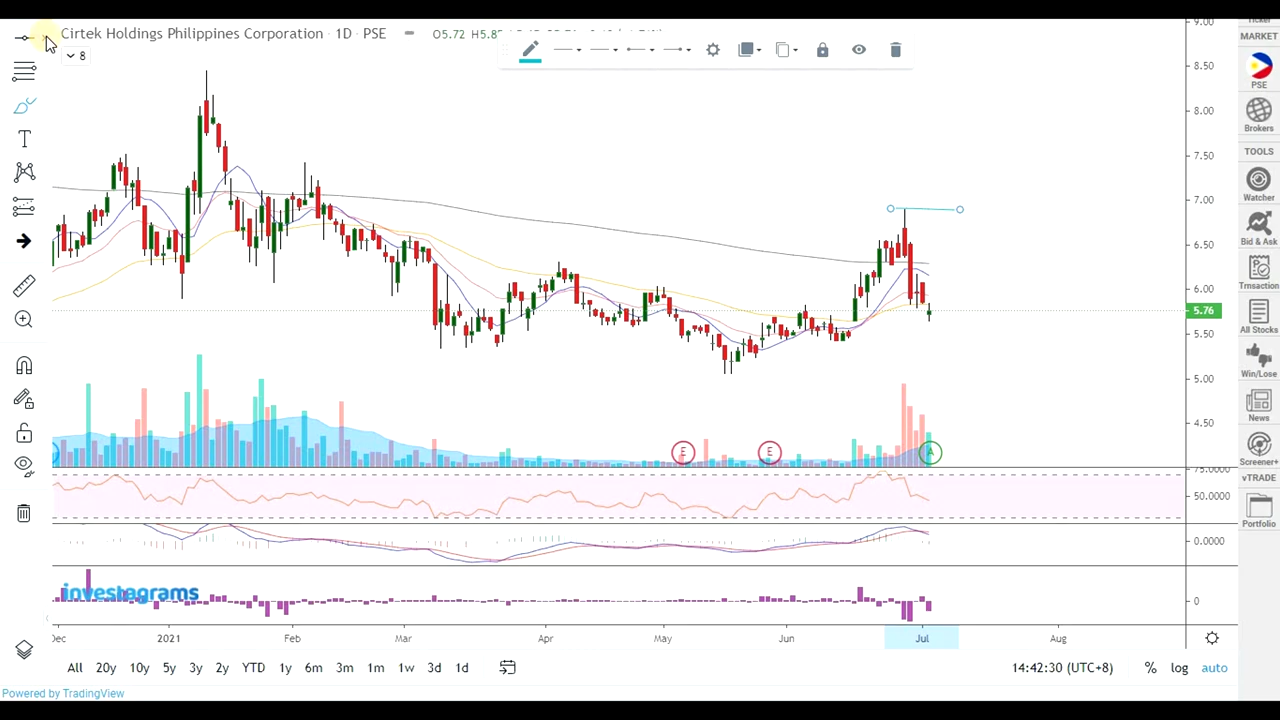 Cirtek Holdings Philippines Corporation · 1D · PSE
O5.72
8
9.00
8.50
8.00
7.50
7.00
6.50
6.00
5.76
5.50
5.00
4.50
E
E
A
75.0000
50.0000
0.0000
investagrams
0
Dec
2021
Feb
Mar
Apr
May
Jun
Jul
Aug
All
20y
10y
5y
3y
2y
YTD
1y
6m
3m
1m
1w
3d
1d
14:42:30 (UTC+8)
%
log
auto
Powered by TradingView
Ticker
MARKET
PSE
Brokers
TOOLS
Watcher
Bid & Ask
Trnsaction
All Stocks
Win/Lose
News
Screener+
vTRADE
Portfolio